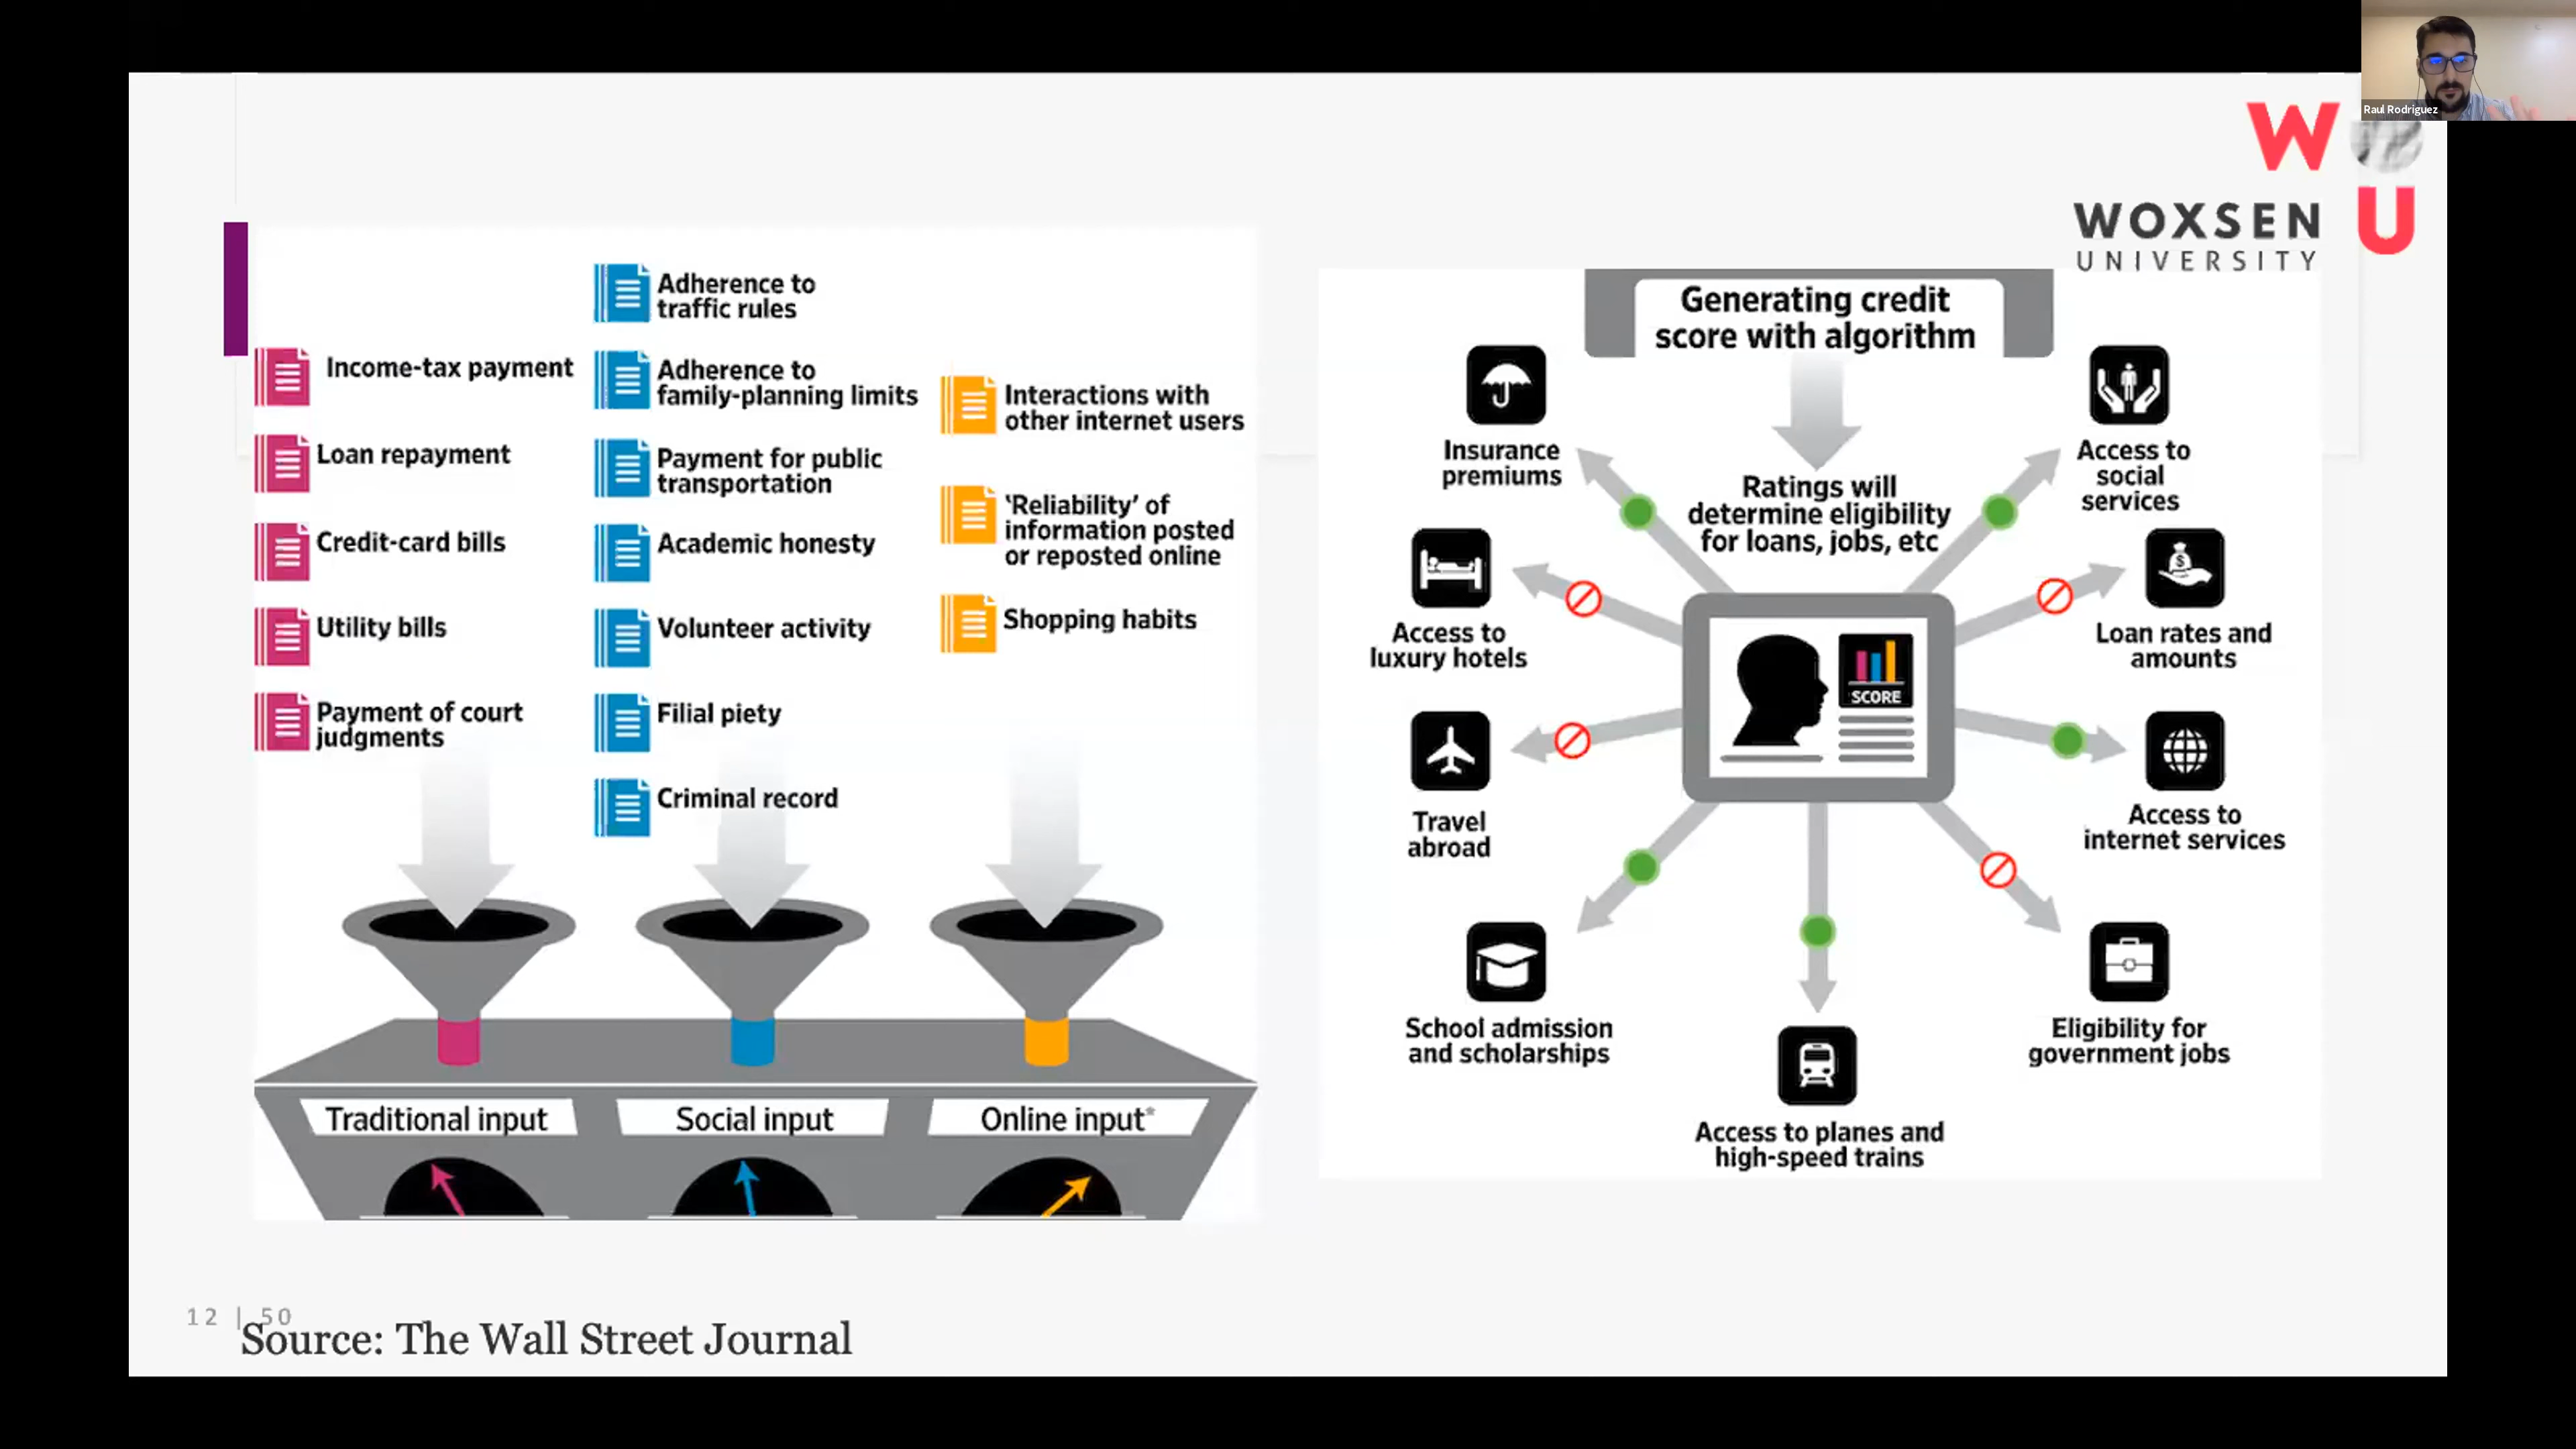 Raul Rodriguez
W U
WOXSEN
UNIVERSITY
Income-tax payment
Loan repayment
Credit-card bills
Utility bills
Payment of court
judgments
Adherence to
traffic rules
Adherence to
family-planning limits
Payment for public
transportation
Academic honesty
Volunteer activity
Filial piety
Criminal record
Interactions with
other internet users
'Reliability' of
information posted
or reposted online
Shopping habits
Traditional input
Social input
Online input*
Generating credit
score with algorithm
Ratings will
determine eligibility
for loans, jobs, etc
SCORE
Insurance
premiums
Access to
luxury hotels
Travel
abroad
School admission
and scholarships
Access to planes and
high-speed trains
Eligibility for
government jobs
Access to
internet services
Loan rates and
amounts
Access to
social
services
12 | 50
Source: The Wall Street Journal